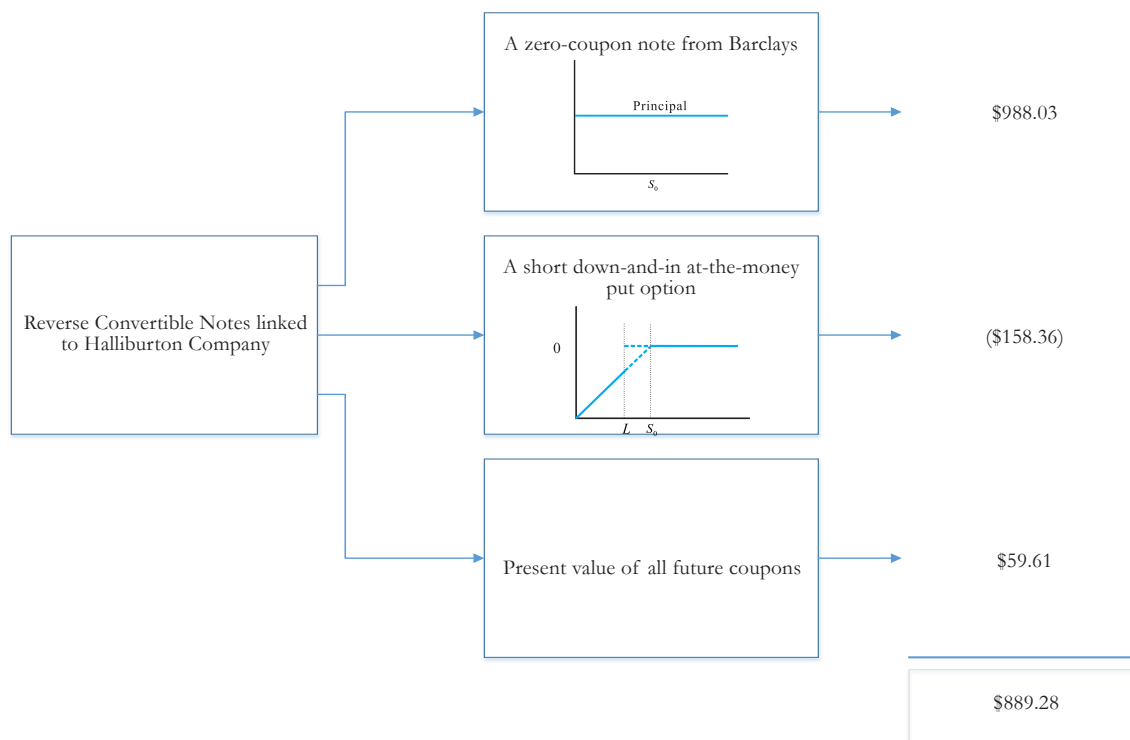 A zero-coupon note from Barclays
Principal
S₀
$988.03
Reverse Convertible Notes linked
to Halliburton Company
A short down-and-in at-the-money
put option
0
L S₀
($158.36)
Present value of all future coupons
$59.61
$889.28